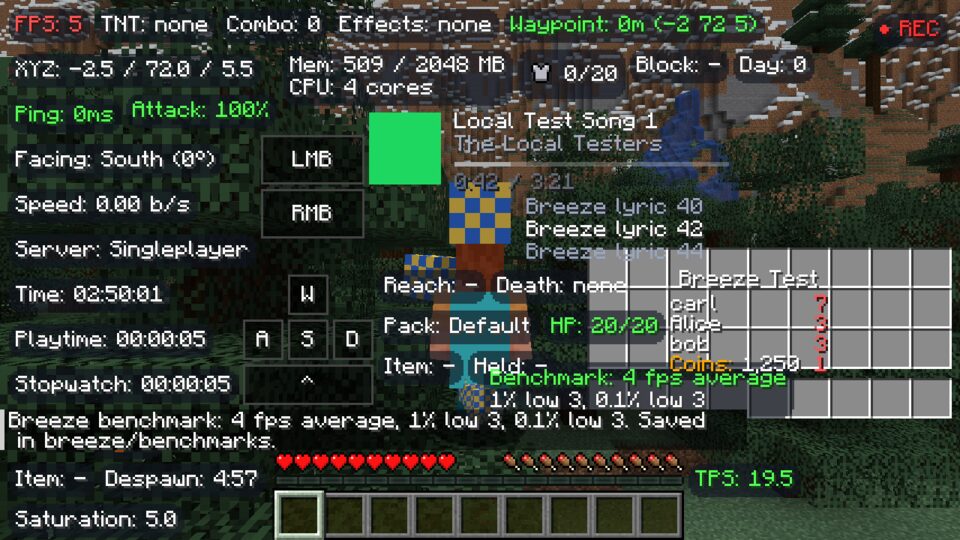 FPS: 5 TNT: none Combo: 0 Effects: none Waypoint: 0m (-2 72 5)
REC
XYZ: -2.5 / 72.0 / 5.5
Mem: 509 / 2048 MB
CPU: 4 cores
0/20
Block: - Day: 0
Ping: 0ms Attack: 100%
Local Test Song 1
The Local Testers
0:42 / 3:21
Facing: South (0°)
LMB
Speed: 0.00 b/s
RMB
Breeze lyric 40
Breeze lyric 42
Breeze lyric 44
Server: Singleplayer
Time: 02:50:01
W
Reach: - Death: none
Breeze Test
carl 7
Alice 3
bob 3
Coins: 1,250 1
Playtime: 00:00:05
A S D
Pack: Default HP: 20/20
Item: - Held: -
Stopwatch: 00:00:05
^
Benchmark: 4 fps average
1% low 3, 0.1% low 3
Breeze benchmark: 4 fps average, 1% low 3, 0.1% low 3. Saved
in breeze/benchmarks.
Item: - Despawn: 4:57
TPS: 19.5
Saturation: 5.0